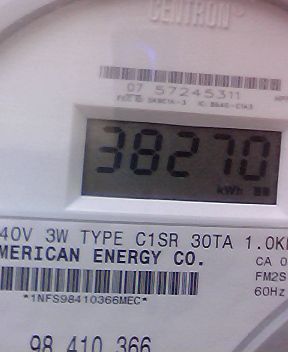 CENTRON®
07 57245311
38270
kWh
40V 3W TYPE C1SR 30TA 1.0K
MERICAN ENERGY CO.
CA 0
FM2S
60Hz
*1NFS98410366MEC*
98 410 366